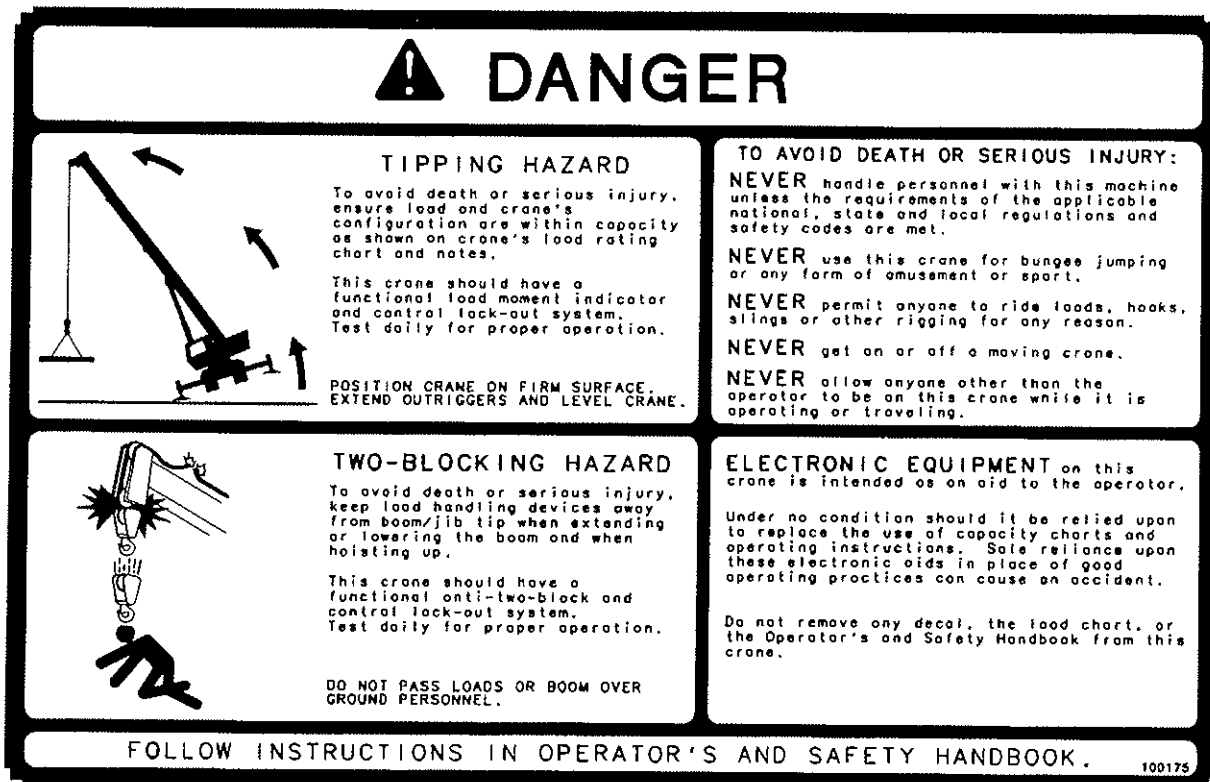 DANGER
TIPPING HAZARD
To avoid death or serious injury,
ensure load and crane's
configuration are within capacity
as shown on crane's load rating
chart and notes.
This crane should have a
functional load moment indicator
and control lock-out system.
Test daily for proper operation.
POSITION CRANE ON FIRM SURFACE.
EXTEND OUTRIGGERS AND LEVEL CRANE.
TO AVOID DEATH OR SERIOUS INJURY:
NEVER handle personnel with this machine
unless the requirements of the applicable
national, state and local regulations and
safety codes are met.
NEVER use this crane for bungee jumping
or any form of amusement or sport.
NEVER permit anyone to ride loads, hooks,
slings or other rigging for any reason.
NEVER get on or off a moving crane.
NEVER allow anyone other than the
operator to be on this crane while it is
operating or traveling.
TWO-BLOCKING HAZARD
To avoid death or serious injury,
keep load handling devices away
from boom/jib tip when extending
or lowering the boom and when
hoisting up.
This crane should have a
functional anti-two-block and
control lock-out system.
Test daily for proper operation.
DO NOT PASS LOADS OR BOOM OVER
GROUND PERSONNEL.
ELECTRONIC EQUIPMENT on this
crane is intended as an aid to the operator.
Under no condition should it be relied upon
to replace the use of capacity charts and
operating instructions. Sole reliance upon
these electronic aids in place of good
operating practices can cause an accident.
Do not remove any decal, the load chart, or
the Operator's and Safety Handbook from this
crane.
FOLLOW INSTRUCTIONS IN OPERATOR'S AND SAFETY HANDBOOK.
100175